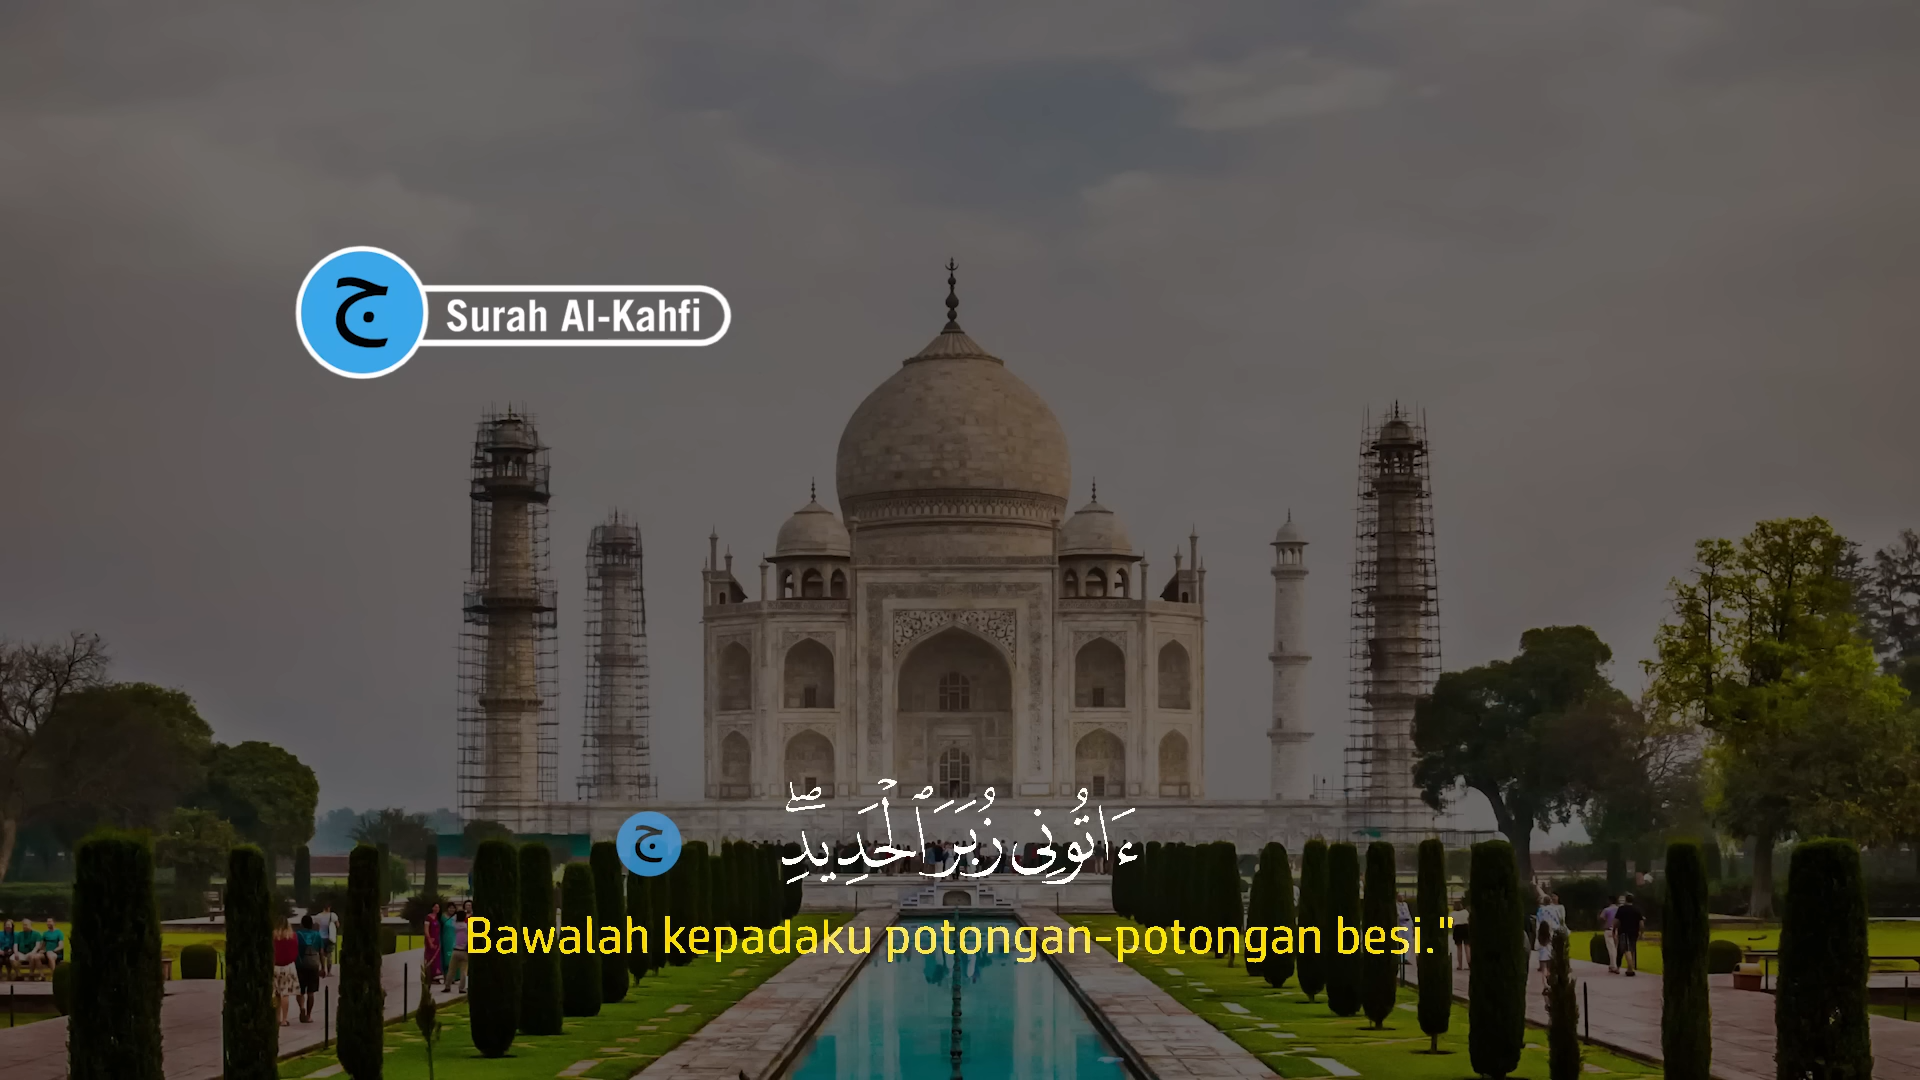 ج
Surah Al-Kahfi
ج
ءَاتُونِى زُبَرَ ٱلْحَدِيدِ ۖ
Bawalah kepadaku potongan-potongan besi."